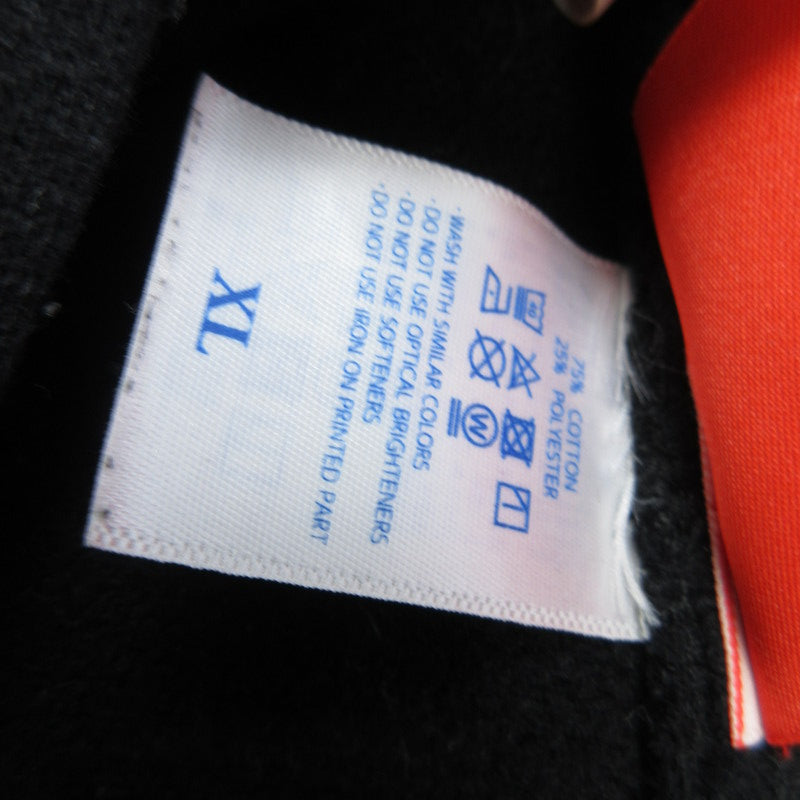 75% COTTON
25% POLYESTER
40
W
· WASH WITH SIMILAR COLORS
· DO NOT USE OPTICAL BRIGHTENERS
· DO NOT USE SOFTENERS
· DO NOT USE IRON ON PRINTED PART
XL